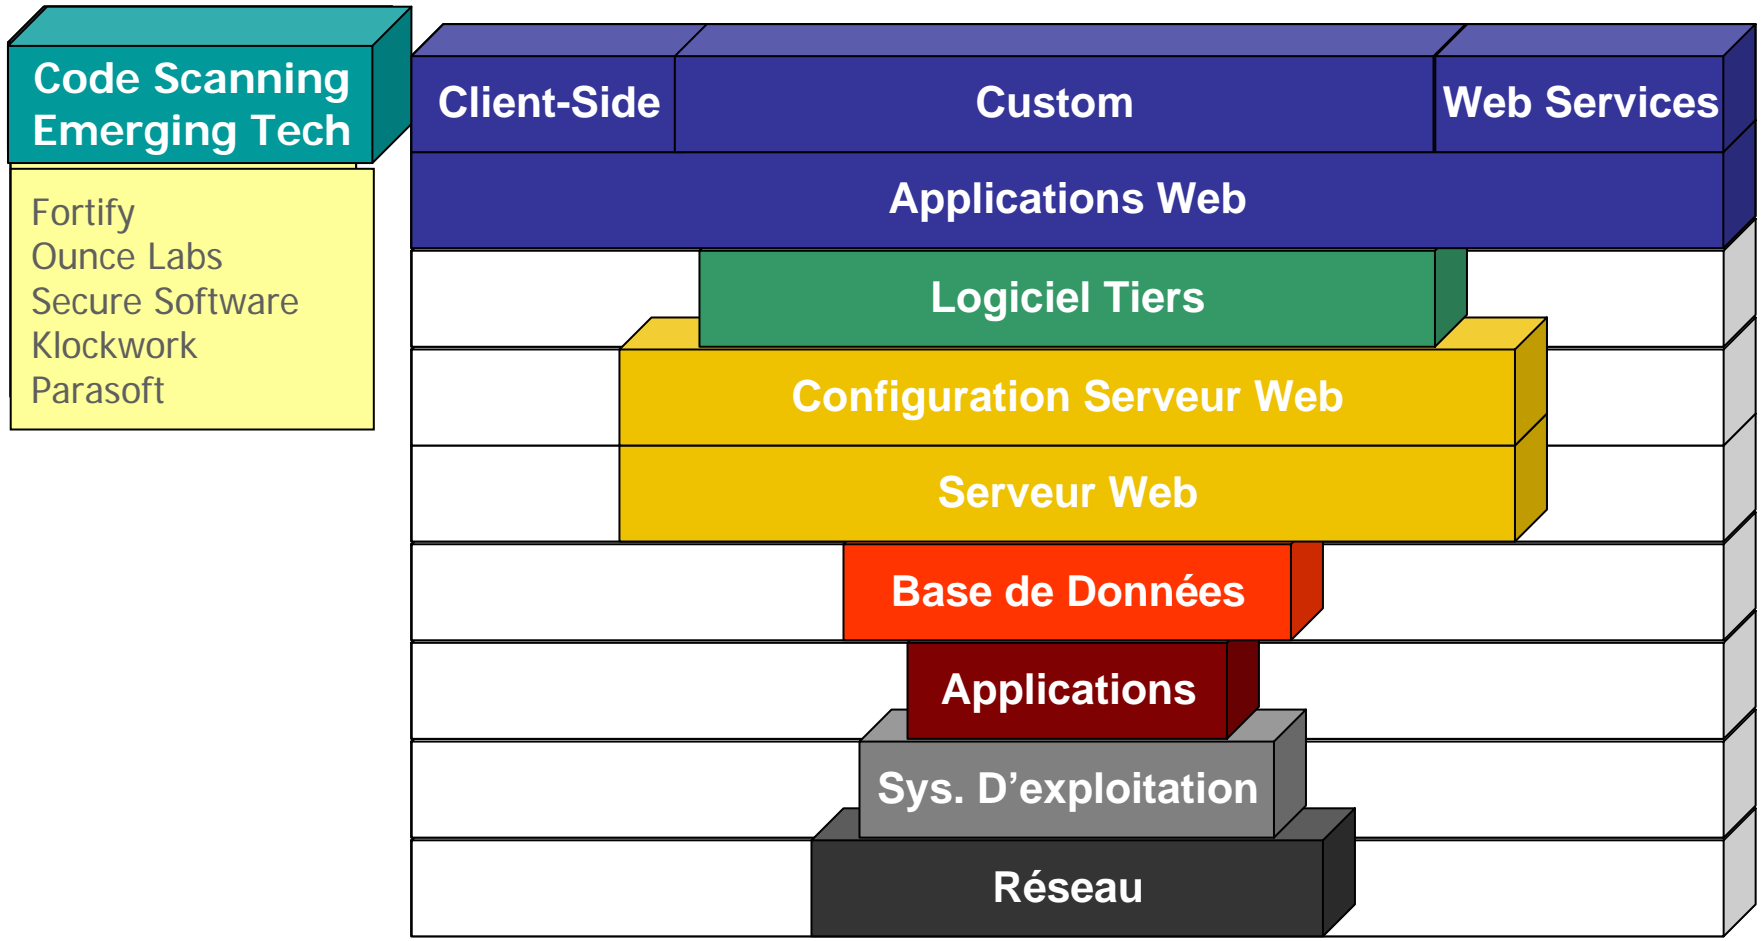 Code Scanning
Emerging Tech
Fortify
Ounce Labs
Secure Software
Klockwork
Parasoft
Client-Side
Custom
Web Services
Applications Web
Logiciel Tiers
Configuration Serveur Web
Serveur Web
Base de Données
Applications
Sys. D’exploitation
Réseau